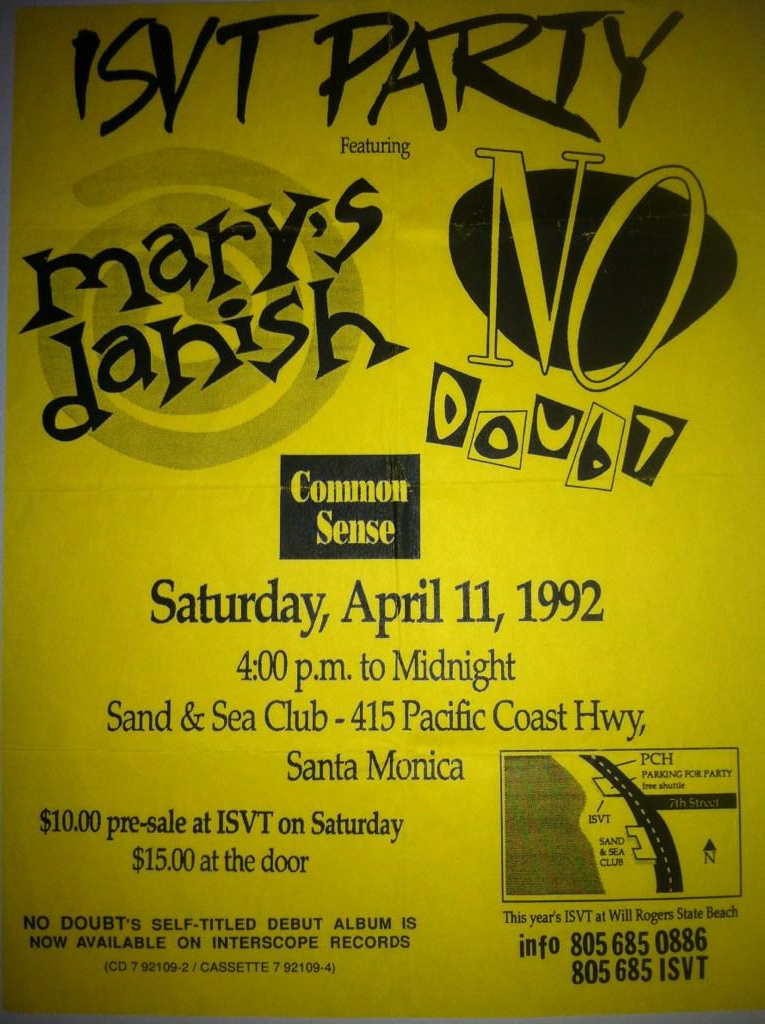 ISVT PARTY
Featuring
mary's
danish
NO
DOUbT
Common
Sense
Saturday, April 11, 1992
4:00 p.m. to Midnight
Sand & Sea Club - 415 Pacific Coast Hwy,
Santa Monica
$10.00 pre-sale at ISVT on Saturday
$15.00 at the door
NO DOUBT'S SELF-TITLED DEBUT ALBUM IS
NOW AVAILABLE ON INTERSCOPE RECORDS
(CD 7 92109-2 / CASSETTE 7 92109-4)
PCH
PARKING FOR PARTY
free shuttle
7th Street
ISVT
SAND
& SEA
CLUB
N
This year's ISVT at Will Rogers State Beach
info 805 685 0886
805 685 ISVT